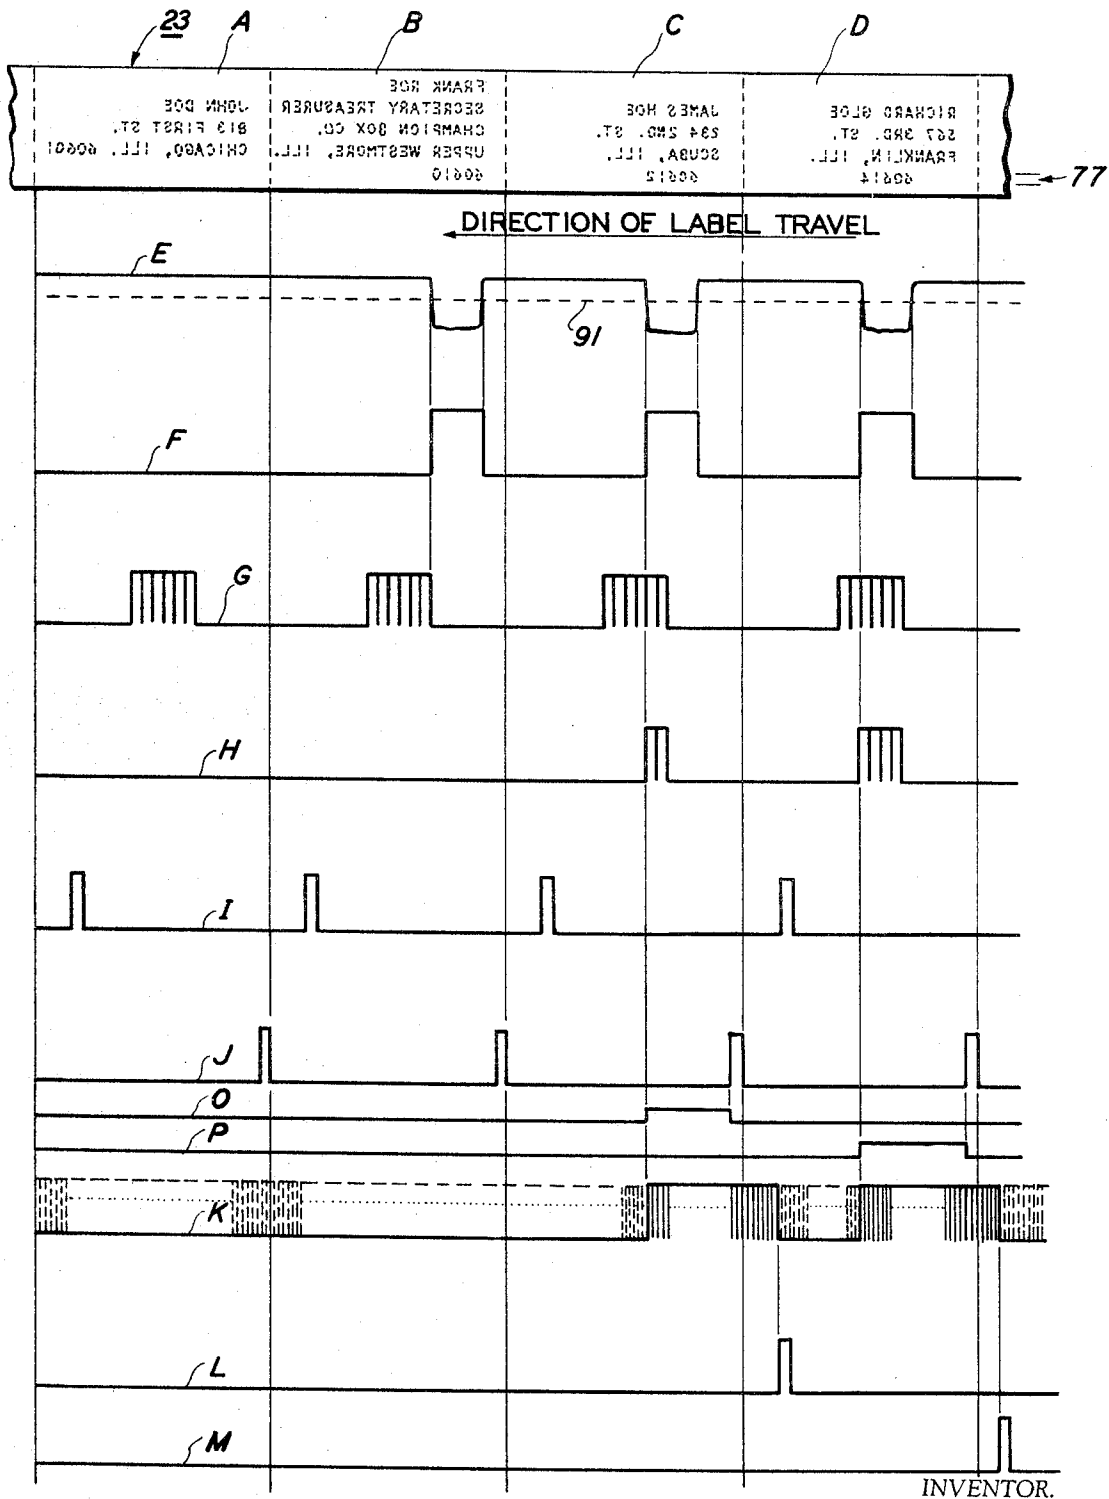 23 A B C D
JOHN DOE
813 FIRST ST.
CHICAGO, ILL. 60601
FRANK ROE
SECRETARY TREASURER
CHAMPION BOX CO.
UPPER WESTMORE, ILL.
60610
JAMES HOE
234 2ND. ST.
SCUBA, ILL.
60612
RICHARD GLOE
567 3RD. ST.
FRANKLIN, ILL.
60614
77
DIRECTION OF LABEL TRAVEL
E
91
F
G
H
I
J
O
P
K
L
M
INVENTOR.